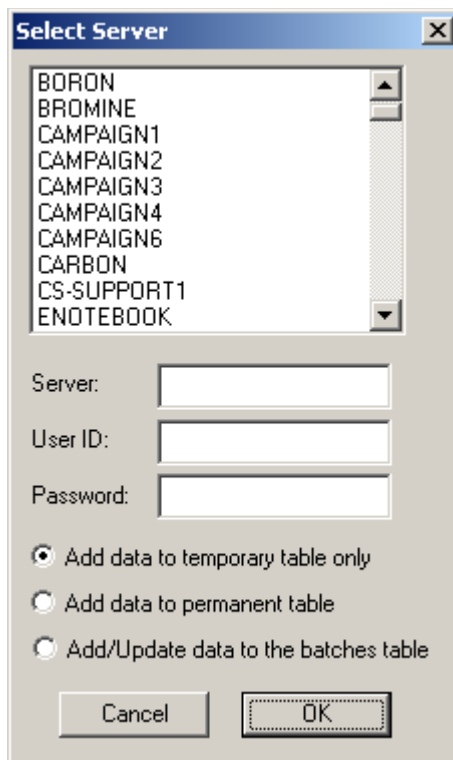 Select Server
BORON
BROMINE
CAMPAIGN1
CAMPAIGN2
CAMPAIGN3
CAMPAIGN4
CAMPAIGN6
CARBON
CS-SUPPORT1
ENOTEBOOK
Server:
User ID:
Password:
Add data to temporary table only
Add data to permanent table
Add/Update data to the batches table
Cancel OK